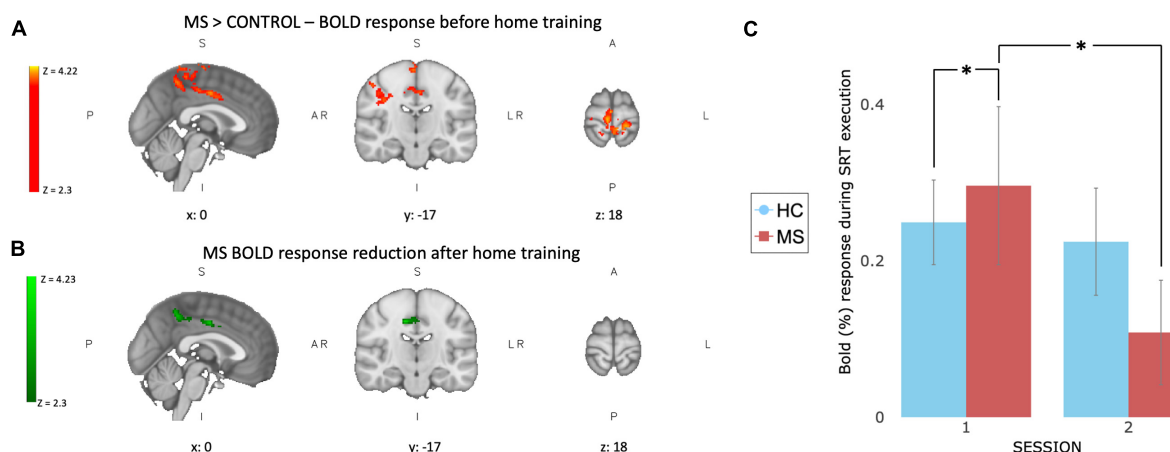 A
MS > CONTROL – BOLD response before home training
S S A
Z = 4.22
P A R L R L
Z = 2.3
I I P
x: 0 y: -17 z: 18
B
MS BOLD response reduction after home training
S S A
Z = 4.23
P A R L R L
Z = 2.3
I I P
x: 0 y: -17 z: 18
C
* *
Bold (%) response during SRT execution
0.4
0.2
0
HC
MS
1 2
SESSION